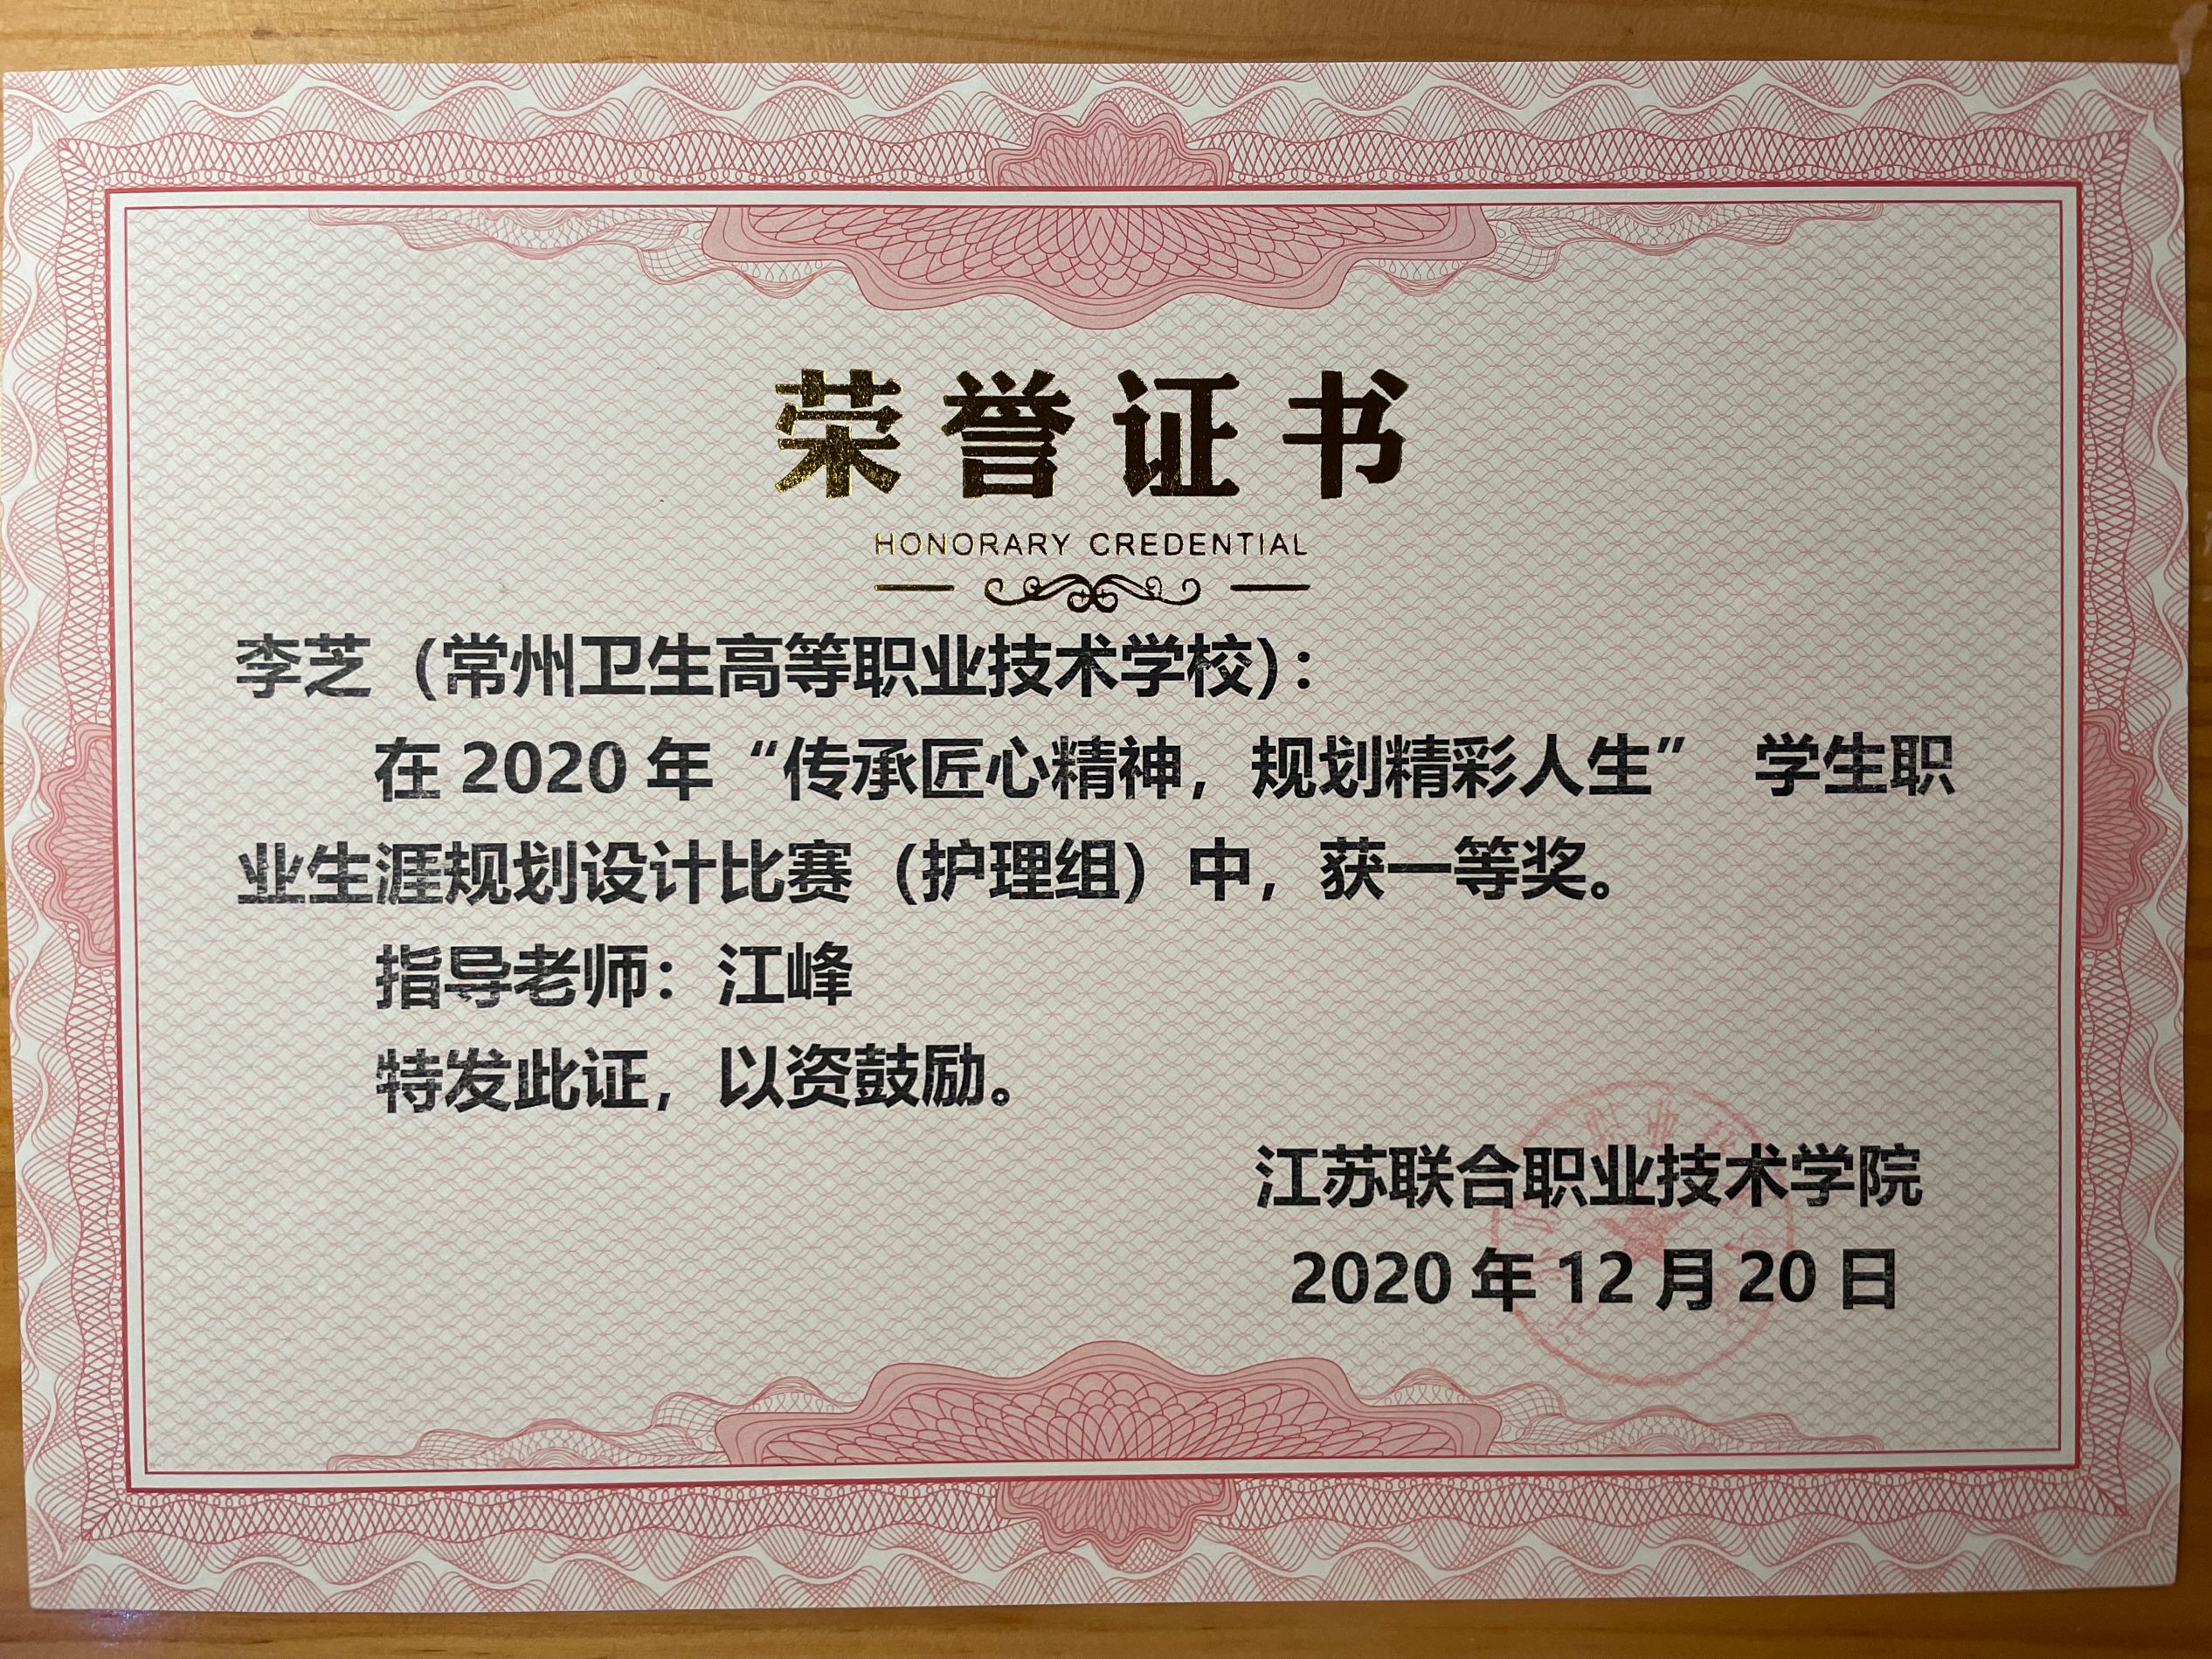 荣誉证书
HONORARY CREDENTIAL
李芝（常州卫生高等职业技术学校）：
在 2020 年“传承匠心精神，规划精彩人生” 学生职
业生涯规划设计比赛（护理组）中，获一等奖。
指导老师：江峰
特发此证，以资鼓励。
江苏联合职业技术学院
2020 年 12 月 20 日